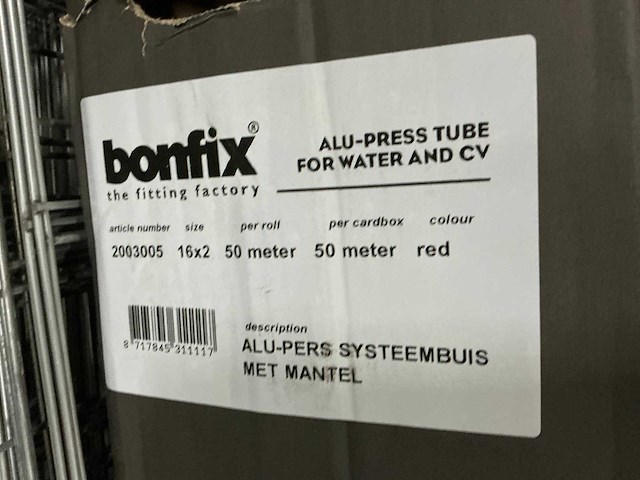 bonfix®
the fitting factory
ALU-PRESS TUBE
FOR WATER AND CV
article number size per roll per cardbox colour
2003005 16x2 50 meter 50 meter red
8 717845 311117
description
ALU-PERS SYSTEEMBUIS
MET MANTEL